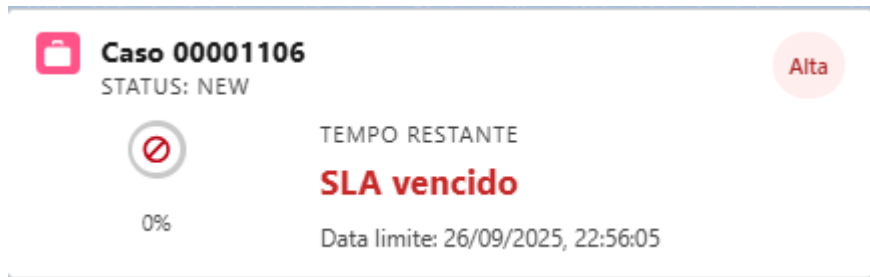 Caso 00001106
STATUS: NEW
Alta
TEMPO RESTANTE
SLA vencido
0%
Data limite: 26/09/2025, 22:56:05